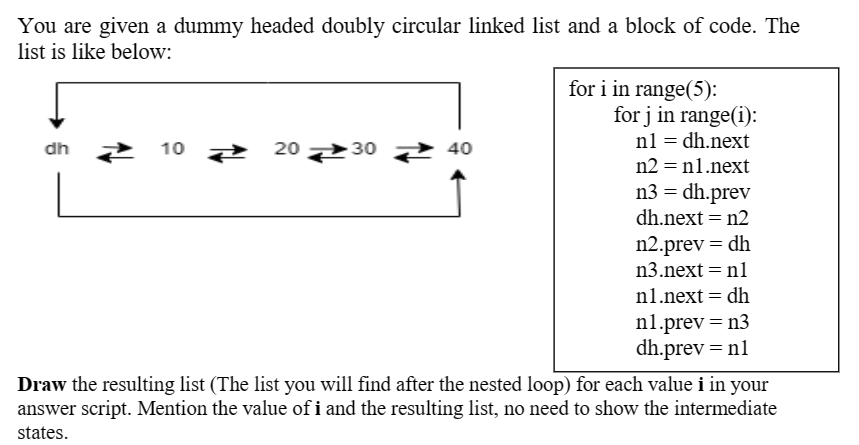 You are given a dummy headed doubly circular linked list and a block of code. The
list is like below:
dh 10 20 30 40
for i in range(5):
for j in range(i):
n1 = dh.next
n2 = n1.next
n3 = dh.prev
dh.next = n2
n2.prev = dh
n3.next = n1
n1.next = dh
n1.prev = n3
dh.prev = n1
Draw the resulting list (The list you will find after the nested loop) for each value i in your
answer script. Mention the value of i and the resulting list, no need to show the intermediate
states.